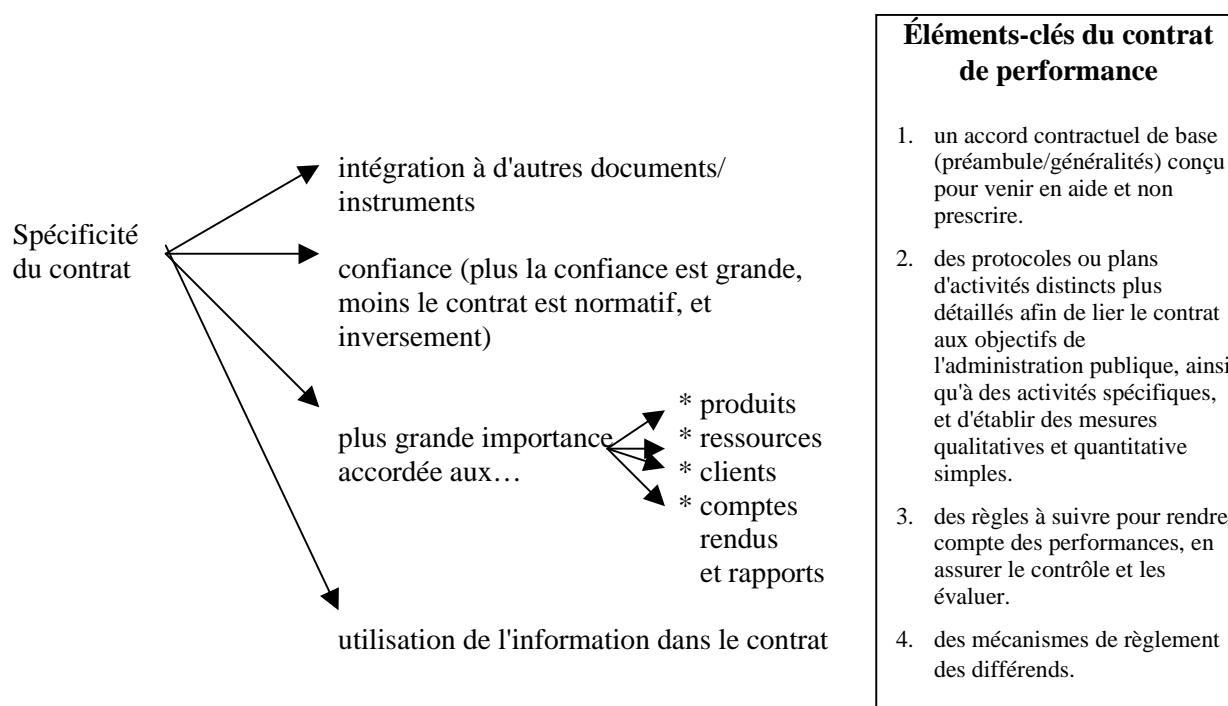 Spécificité
du contrat
intégration à d'autres documents/
instruments
confiance (plus la confiance est grande,
moins le contrat est normatif, et
inversement)
plus grande importance
accordée aux…
* produits
* ressources
* clients
* comptes
rendus
et rapports
utilisation de l'information dans le contrat
Éléments-clés du contrat
de performance
1. un accord contractuel de base
(préambule/généralités) conçu
pour venir en aide et non
prescrire.
2. des protocoles ou plans
d'activités distincts plus
détaillés afin de lier le contrat
aux objectifs de
l'administration publique, ainsi
qu'à des activités spécifiques,
et d'établir des mesures
qualitatives et quantitative
simples.
3. des règles à suivre pour rendre
compte des performances, en
assurer le contrôle et les
évaluer.
4. des mécanismes de règlement
des différends.